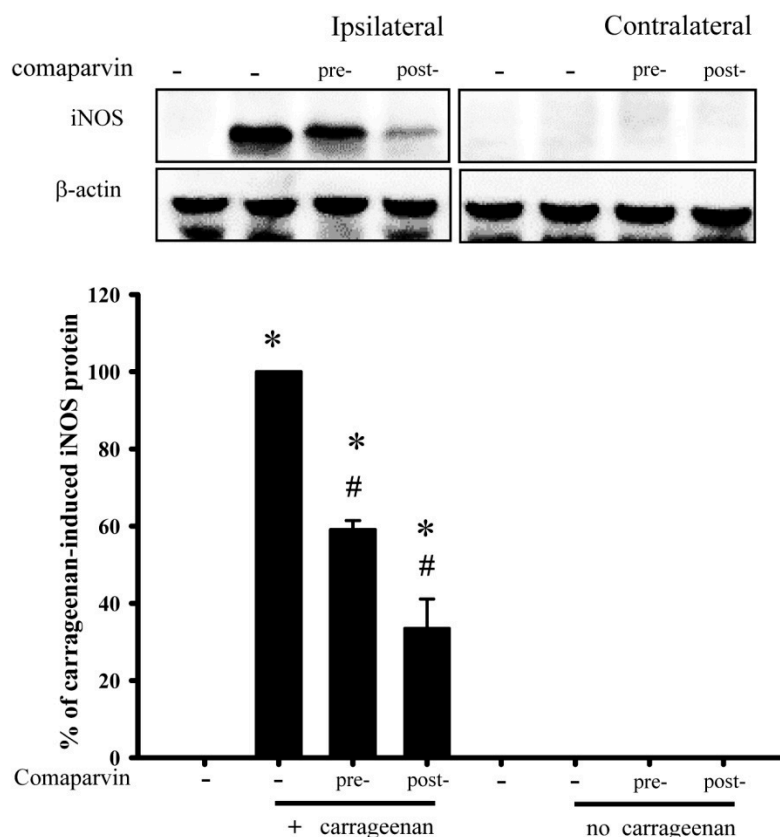 Ipsilateral Contralateral
comaparvin - - pre- post- - - pre- post-
iNOS
β-actin
% of carrageenan-induced iNOS protein
120
100
80
60
40
20
0
*
*
#
*
#
Comaparvin - - pre- post- - - pre- post-
+ carrageenan no carrageenan